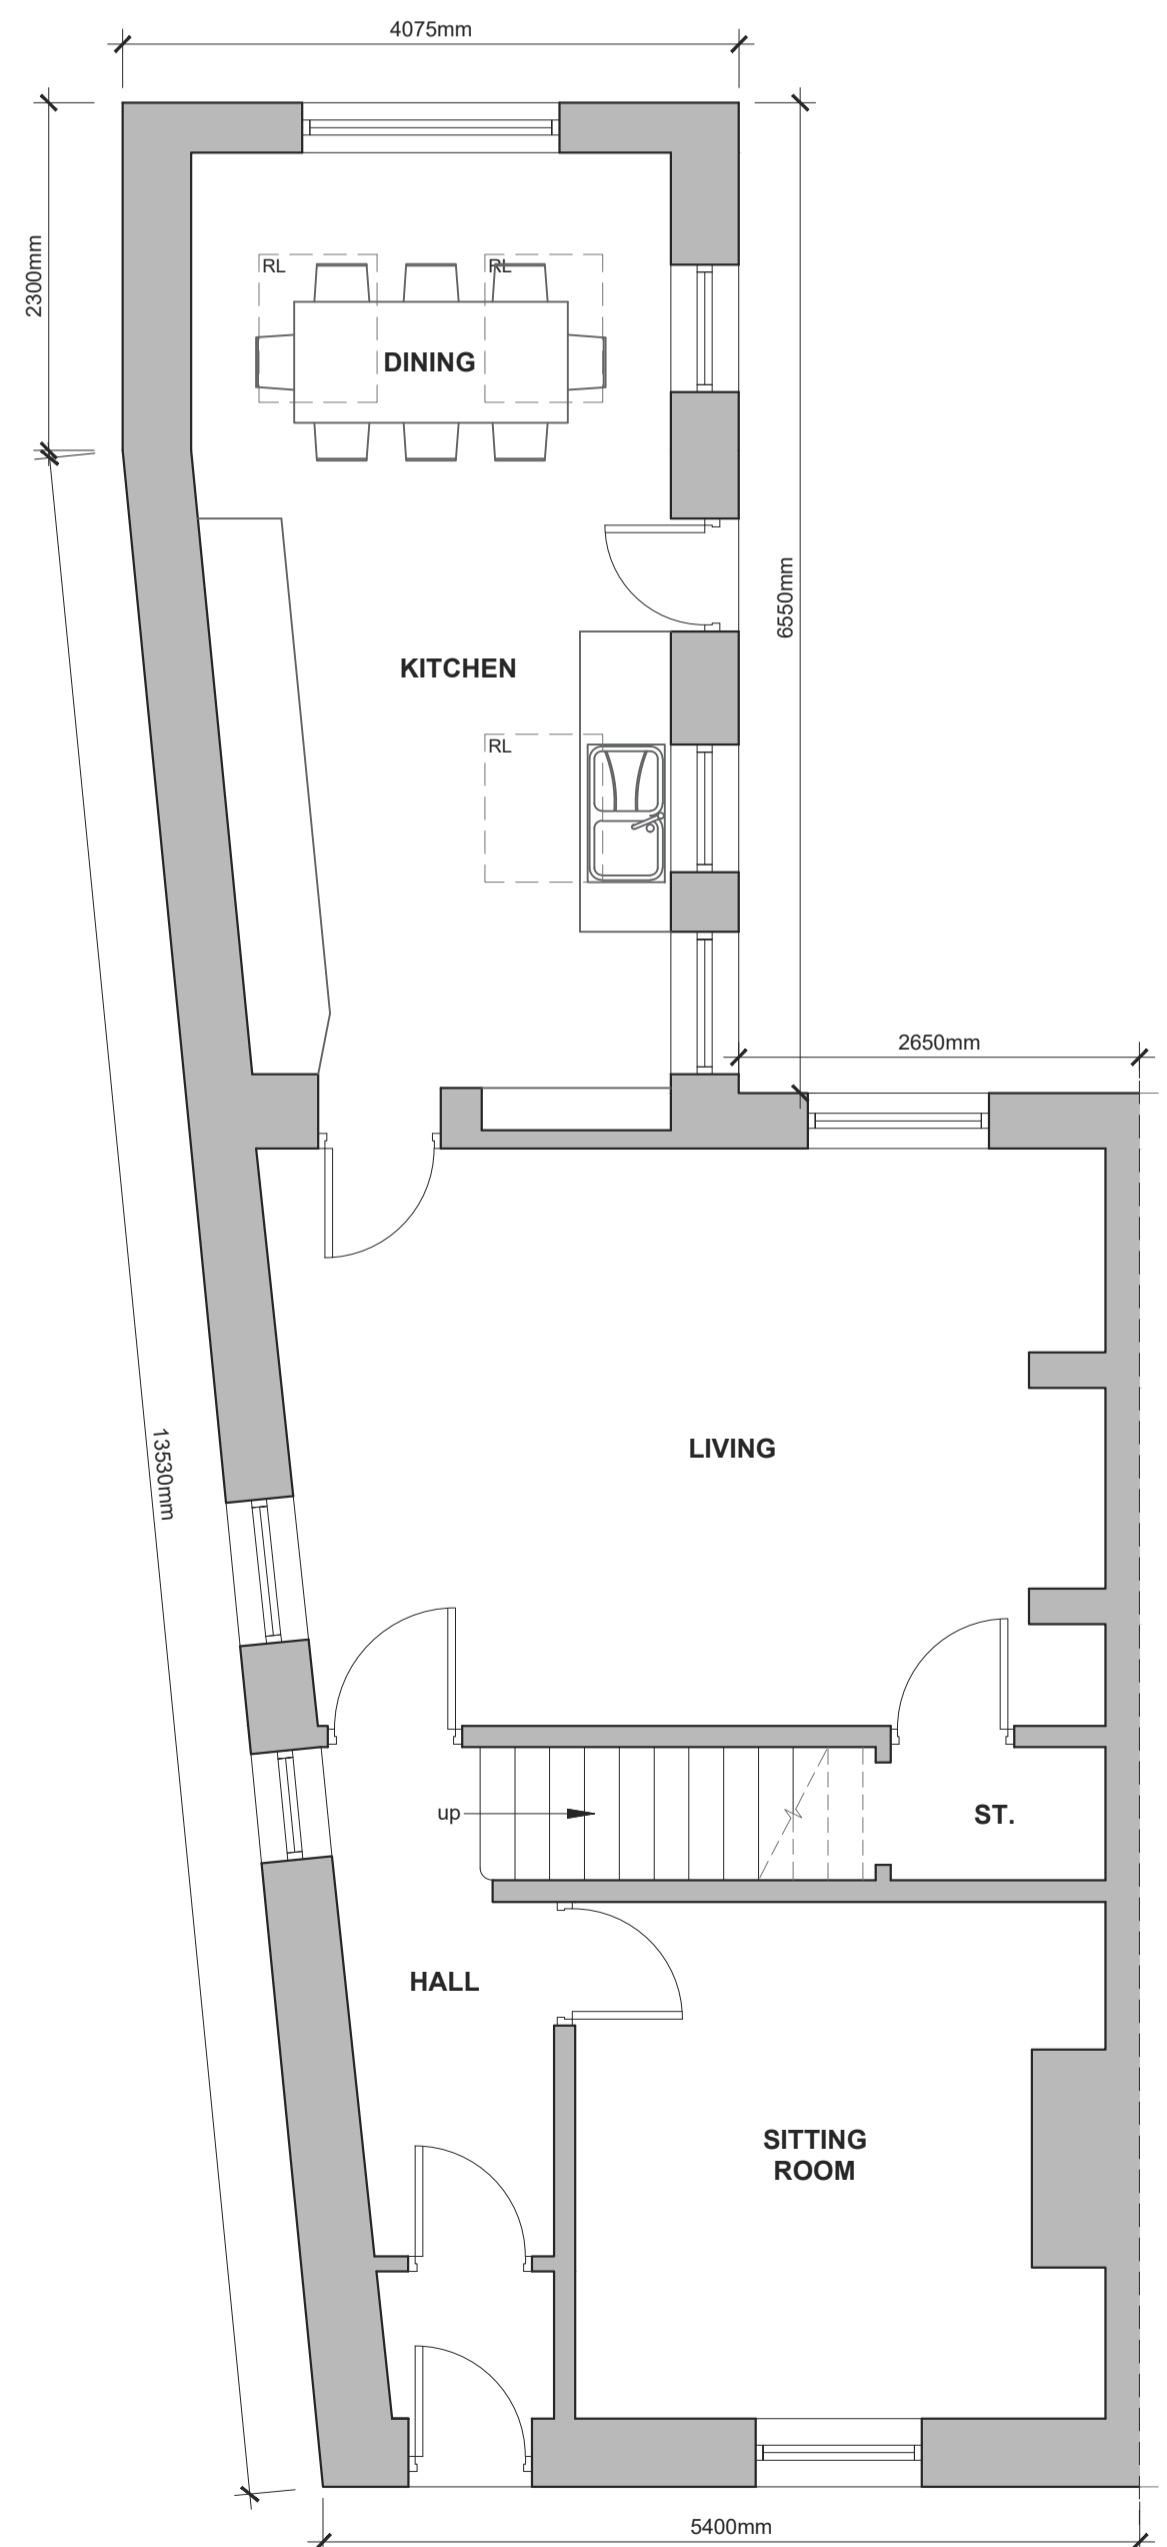 4075mm
2300mm
RL
RL
DINING
6550mm
KITCHEN
RL
2650mm
13530mm
LIVING
up
ST.
HALL
SITTING
ROOM
5400mm